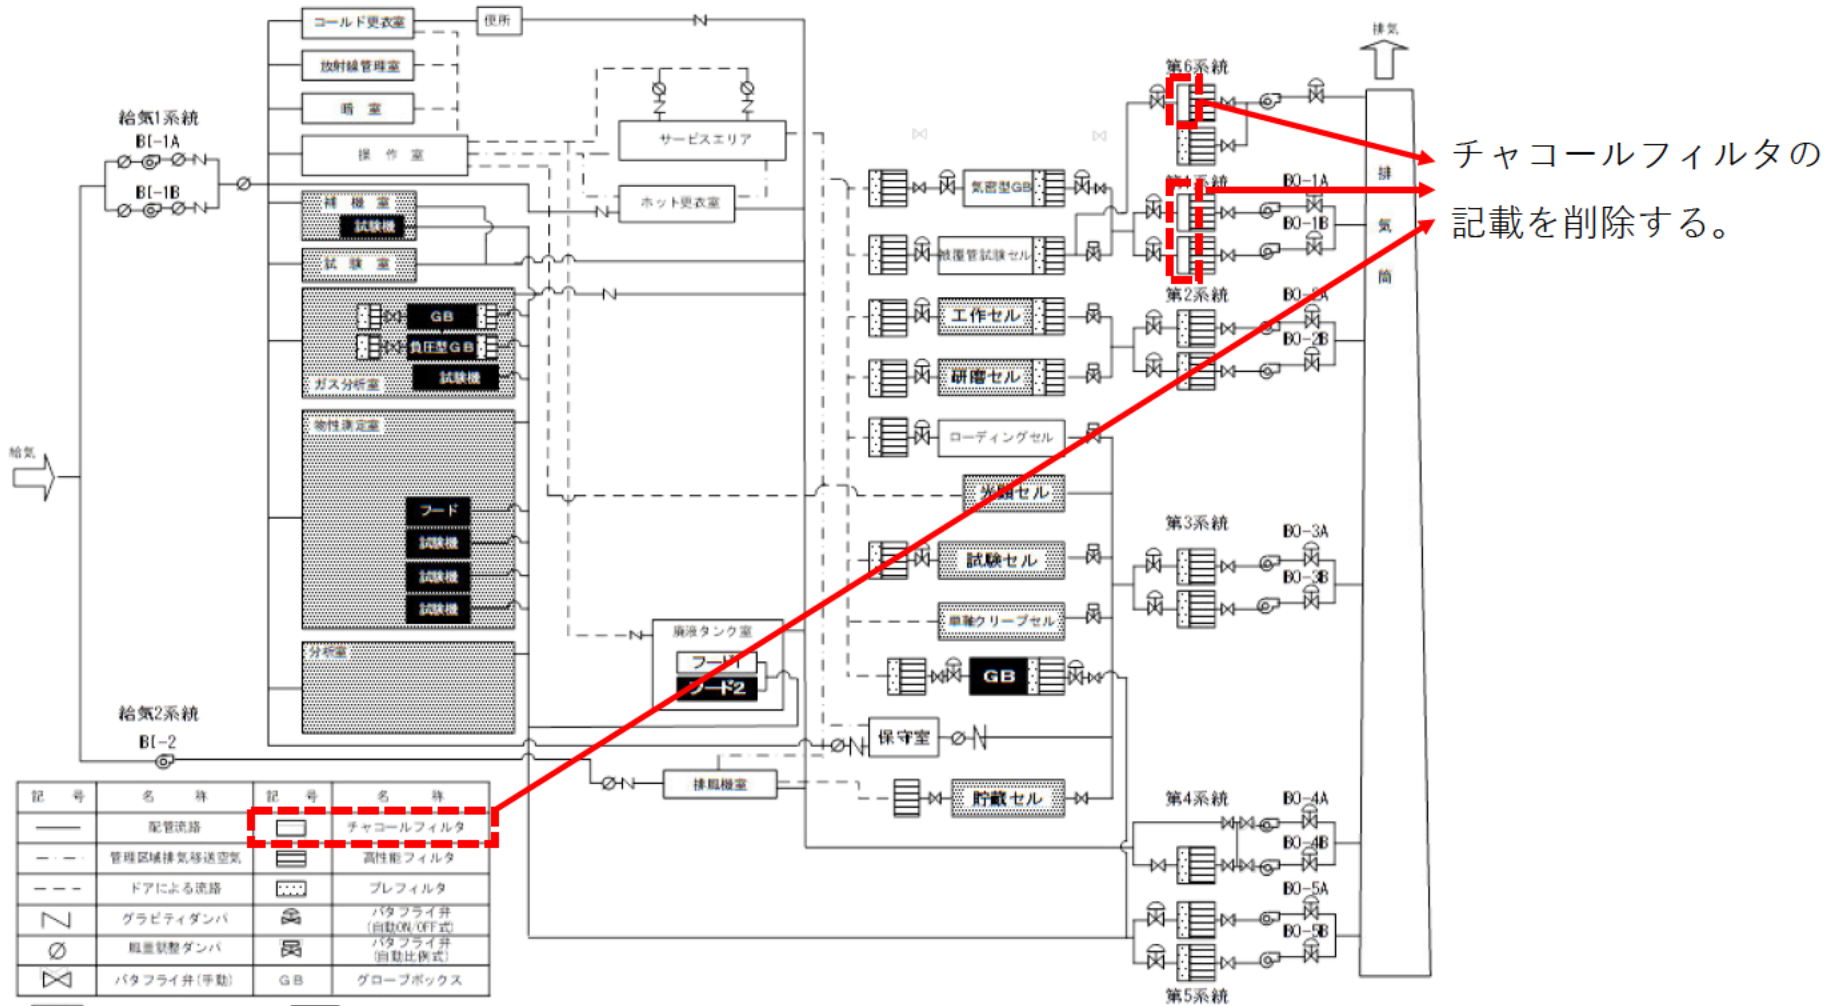 コールド更衣室
便所
排気
放射線管理室
第6系統
給気1系統
暗 室
サービスエリア
BI-1A
操 作 室
チャコールフィルタの
記載を削除する。
BI-1B
補 機 室
試験機
ホット更衣室
気密型GB
第1系統
BO-1A
BO-1B
排
気
筒
試 験 室
被覆管試験セル
第2系統
BO-2A
BO-2B
GB
負圧型GB
試験機
ガス分析室
工作セル
研磨セル
物性測定室
ローディングセル
給気
光顕セル
フード
試験機
試験機
試験機
第3系統
BO-3A
BO-3B
試験セル
単軸クリープセル
分析室
廃液タンク室
フード1
フード2
GB
給気2系統
BI-2
保守室
排風機室
貯蔵セル
第4系統
BO-4A
BO-4B
BO-5A
BO-5B
第5系統
記 号 名 称 記 号 名 称
配管流路 チャコールフィルタ
管理区域排気移送空気 高性能フィルタ
ドアによる流路 プレフィルタ
グラビティダンパ バタフライ弁
(自動ON/OFF式)
風量調整ダンパ バタフライ弁
(自動比例式)
バタフライ弁(手動) GB グローブボックス